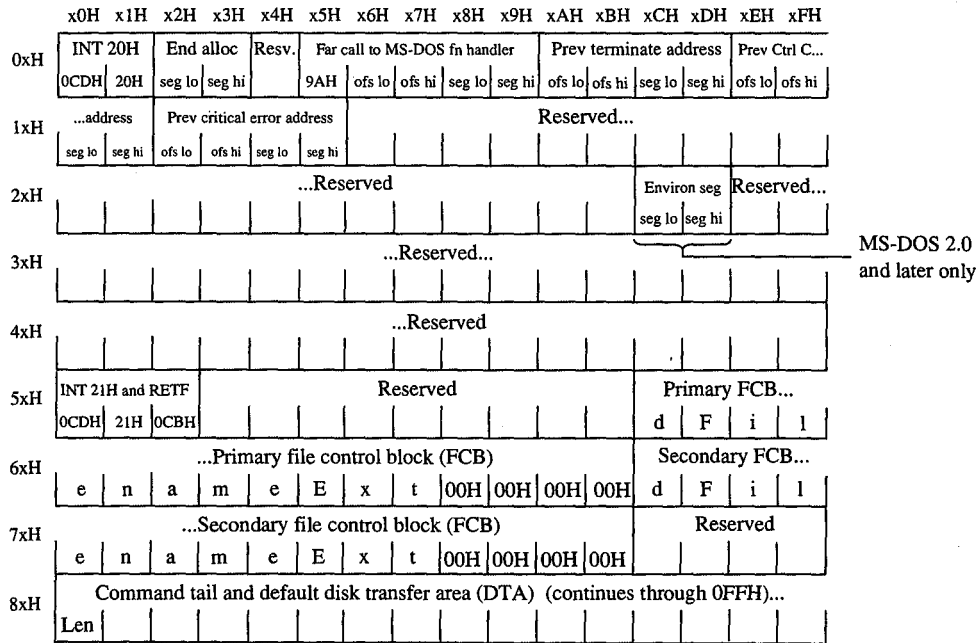 x0H x1H x2H x3H x4H x5H x6H x7H x8H x9H xAH xBH xCH xDH xEH xFH
0xH INT 20H End alloc Resv. Far call to MS-DOS fn handler Prev terminate address Prev Ctrl C...
0CDH 20H seg lo seg hi 9AH ofs lo ofs hi seg lo seg hi ofs lo ofs hi seg lo seg hi ofs lo ofs hi
1xH ...address Prev critical error address Reserved...
seg lo seg hi ofs lo ofs hi seg lo seg hi
2xH ...Reserved Environ seg Reserved...
seg lo seg hi
MS-DOS 2.0
and later only
3xH ...Reserved...
4xH ...Reserved
5xH INT 21H and RETF Reserved Primary FCB...
0CDH 21H 0CBH d F i l
6xH ...Primary file control block (FCB) Secondary FCB...
e n a m e E x t 00H 00H 00H 00H d F i l
7xH ...Secondary file control block (FCB) Reserved
e n a m e E x t 00H 00H 00H 00H
8xH Command tail and default disk transfer area (DTA) (continues through 0FFH)...
Len